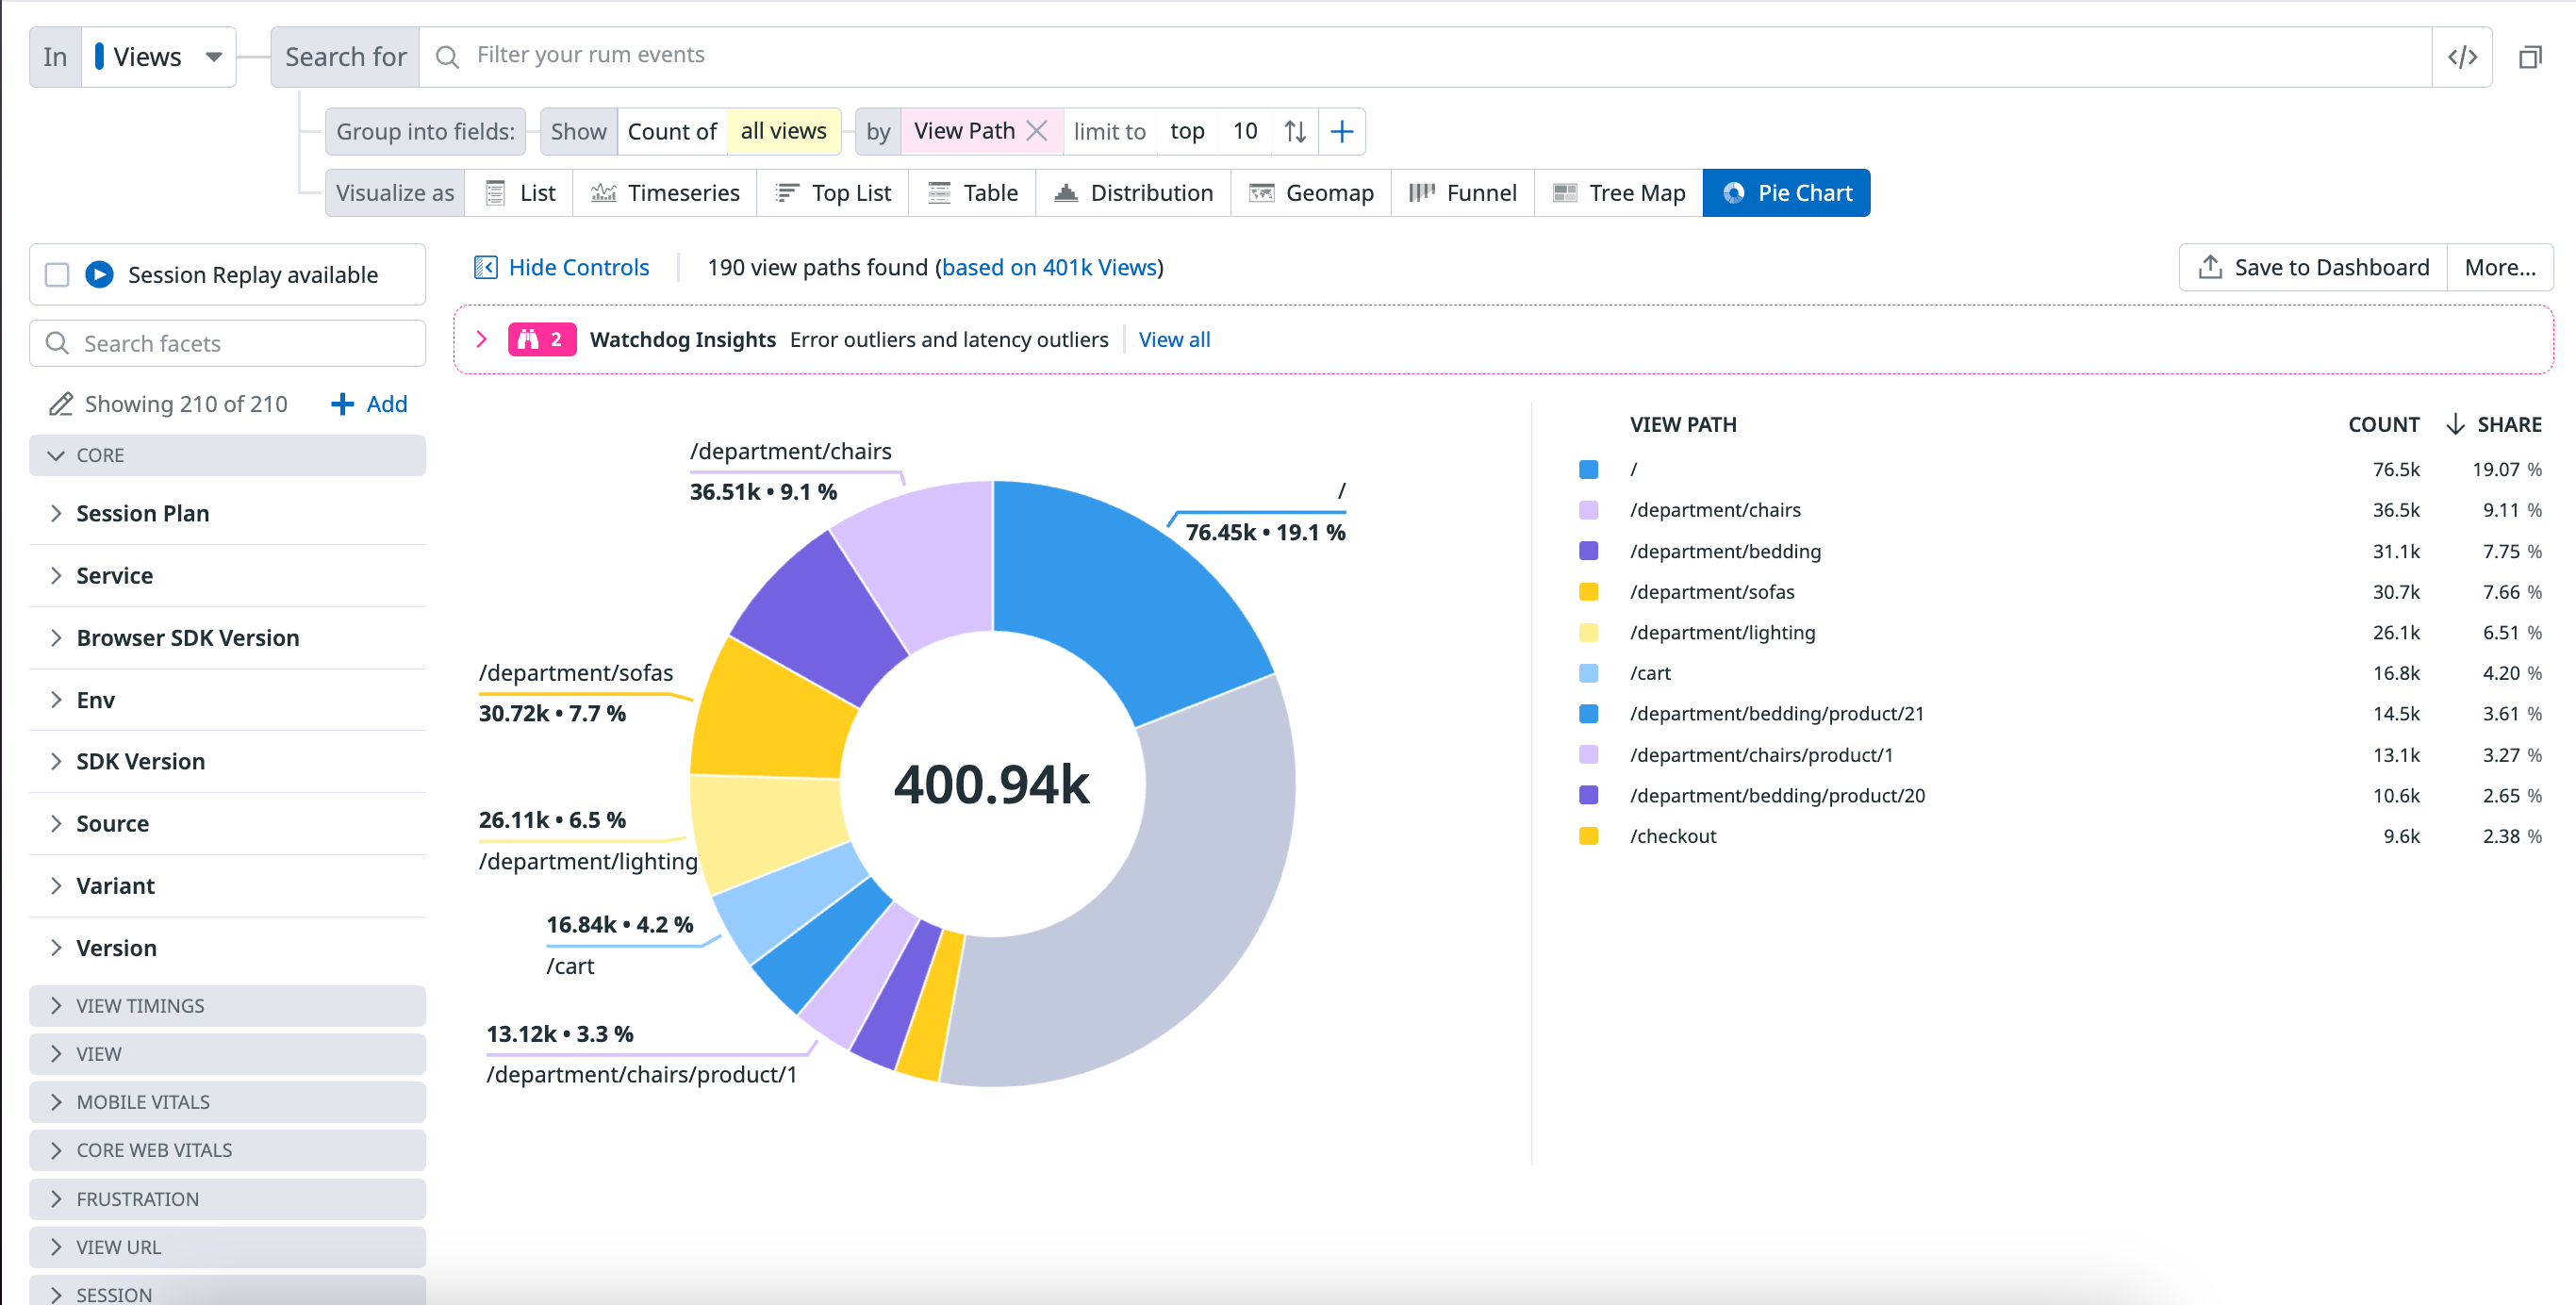 In Views Search for Filter your rum events </>
Group into fields: Show Count of all views by View Path limit to top 10
Visualize as List Timeseries Top List Table Distribution Geomap Funnel Tree Map Pie Chart
Session Replay available
Search facets
Showing 210 of 210 + Add
CORE
Session Plan
Service
Browser SDK Version
Env
SDK Version
Source
Variant
Version
VIEW TIMINGS
VIEW
MOBILE VITALS
CORE WEB VITALS
FRUSTRATION
VIEW URL
SESSION
Hide Controls 190 view paths found (based on 401k Views)
Save to Dashboard More...
2 Watchdog Insights Error outliers and latency outliers View all
/department/chairs
36.51k • 9.1 %
/
76.45k • 19.1 %
/department/sofas
30.72k • 7.7 %
400.94k
26.11k • 6.5 %
/department/lighting
16.84k • 4.2 %
/cart
13.12k • 3.3 %
/department/chairs/product/1
VIEW PATH COUNT SHARE
/ 76.5k 19.07 %
/department/chairs 36.5k 9.11 %
/department/bedding 31.1k 7.75 %
/department/sofas 30.7k 7.66 %
/department/lighting 26.1k 6.51 %
/cart 16.8k 4.20 %
/department/bedding/product/21 14.5k 3.61 %
/department/chairs/product/1 13.1k 3.27 %
/department/bedding/product/20 10.6k 2.65 %
/checkout 9.6k 2.38 %